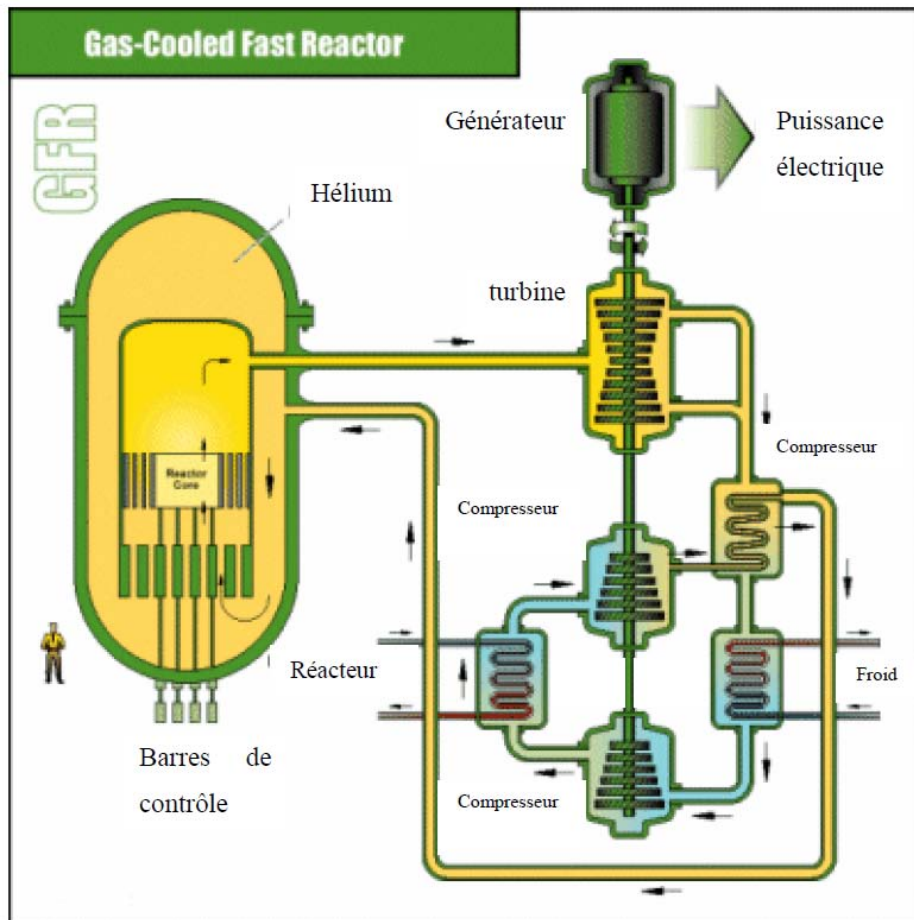 Gas-Cooled Fast Reactor
GFR
Générateur
Puissance
électrique
Hélium
turbine
Compresseur
Reactor
Core
Compresseur
Réacteur
Froid
Barres de
contrôle
Compresseur